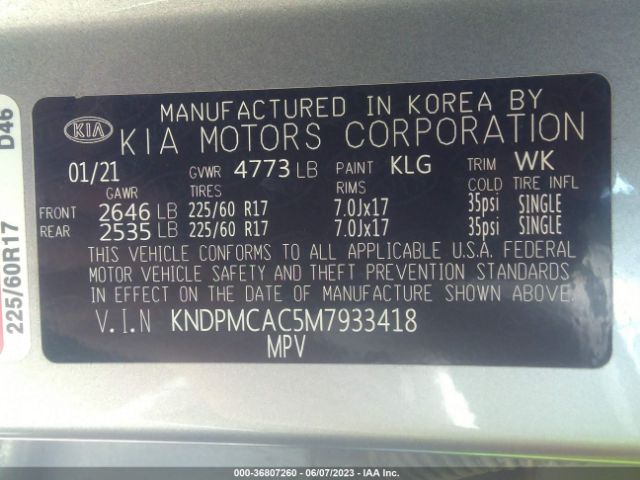 MANUFACTURED IN KOREA BY
KIA KIA MOTORS CORPORATION
01/21 GVWR 4773 LB PAINT KLG TRIM WK
GAWR TIRES RIMS COLD TIRE INFL
FRONT 2646 LB 225/60 R17 7.0Jx17 35psi SINGLE
REAR 2535 LB 225/60 R17 7.0Jx17 35psi SINGLE
THIS VEHICLE CONFORMS TO ALL APPLICABLE U.S.A. FEDERAL
MOTOR VEHICLE SAFETY AND THEFT PREVENTION STANDARDS
IN EFFECT ON THE DATE OF MANUFACTURE SHOWN ABOVE.
V.I.N KNDPMCAC5M7933418
MPV
225/60R17 D46
000-36807260 - 06/07/2023 - IAAI.com